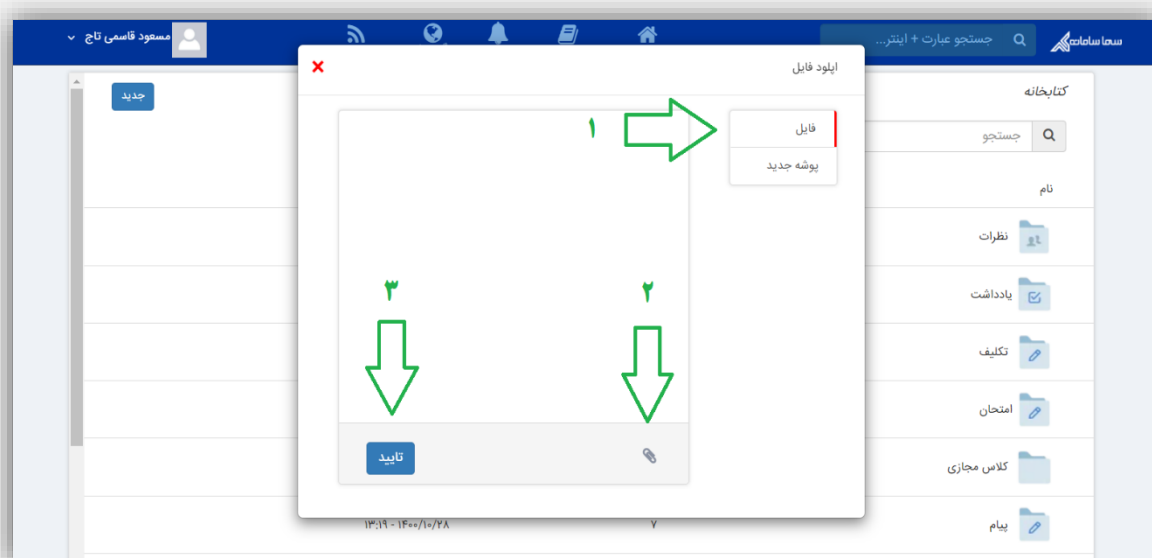 سما سامانه
جستجو عبارت + اینتر...
مسعود قاسمی تاج
اپلود فایل
کتابخانه
جدید
۱
فایل
جستجو
پوشه جدید
نام
نظرات
۲
۳
یادداشت
تکلیف
امتحان
تایید
کلاس مجازی
پیام
۷
۱۴۰۰/۱۰/۲۸ - ۱۳:۱۹